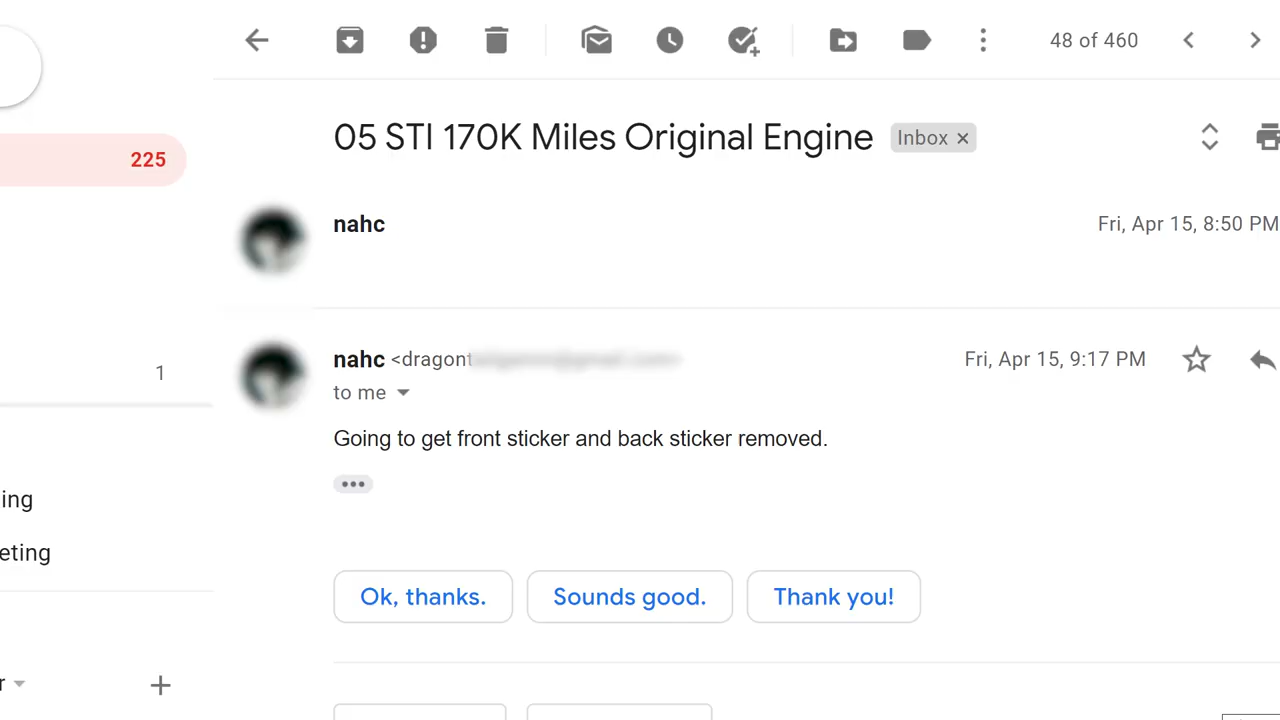 48 of 460
05 STI 170K Miles Original Engine
Inbox ×
225
nahc
Fri, Apr 15, 8:50 PM
nahc <dragont
Fri, Apr 15, 9:17 PM
1
to me
Going to get front sticker and back sticker removed.
ing
eting
Ok, thanks.
Sounds good.
Thank you!
r